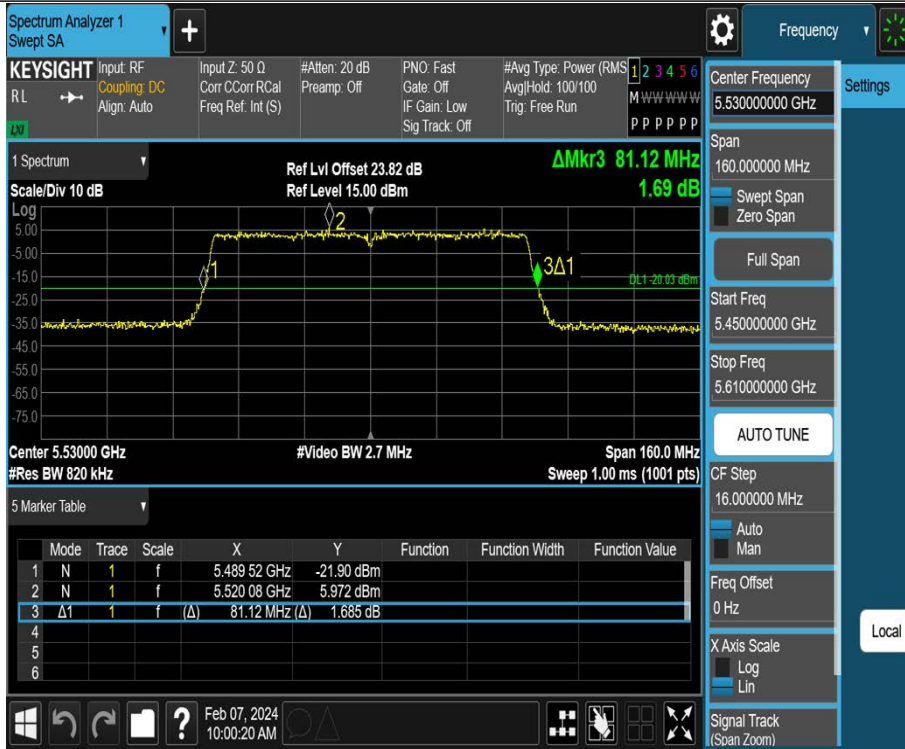 Spectrum Analyzer 1
Swept SA
Frequency
KEYSIGHT
R L
LXI
Input: RF
Coupling: DC
Align: Auto
Input Z: 50 Ω
Corr CCorr RCal
Freq Ref: Int (S)
#Atten: 20 dB
Preamp: Off
PNO: Fast
Gate: Off
IF Gain: Low
Sig Track: Off
#Avg Type: Power (RMS
Avg|Hold: 100/100
Trig: Free Run
1 2 3 4 5 6
M W W W W W
P P P P P P
1 Spectrum
Scale/Div 10 dB
Ref Lvl Offset 23.82 dB
Ref Level 15.00 dBm
ΔMkr3 81.12 MHz
1.69 dB
Log
5.00
-5.00
-15.0
-25.0
-35.0
-45.0
-55.0
-65.0
-75.0
1
2
3Δ1
DL1 -20.03 dBm
Center 5.53000 GHz
#Video BW 2.7 MHz
Span 160.0 MHz
#Res BW 820 kHz
Sweep 1.00 ms (1001 pts)
5 Marker Table
Mode Trace Scale X Y Function Function Width Function Value
1 N 1 f 5.489 52 GHz -21.90 dBm
2 N 1 f 5.520 08 GHz 5.972 dBm
3 Δ1 1 f (Δ) 81.12 MHz (Δ) 1.685 dB
4
5
6
?
Feb 07, 2024
10:00:20 AM
Center Frequency
5.530000000 GHz
Settings
Span
160.000000 MHz
Swept Span
Zero Span
Full Span
Start Freq
5.450000000 GHz
Stop Freq
5.610000000 GHz
AUTO TUNE
CF Step
16.000000 MHz
Auto
Man
Freq Offset
0 Hz
Local
X Axis Scale
Log
Lin
Signal Track
(Span Zoom)